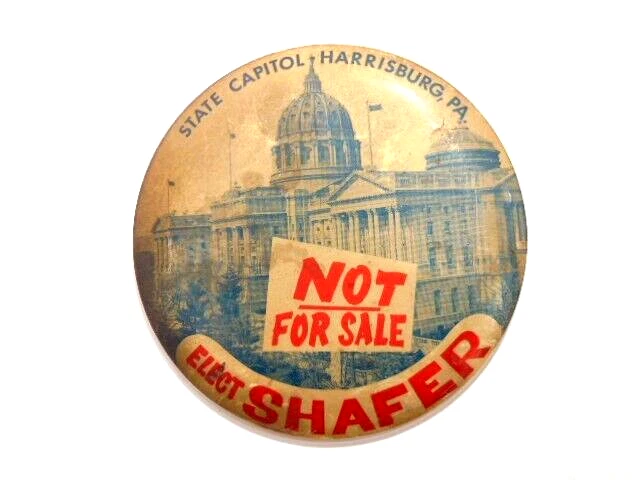 STATE CAPITOL • HARRISBURG, PA.
NOT
FOR SALE
ELECT SHAFER